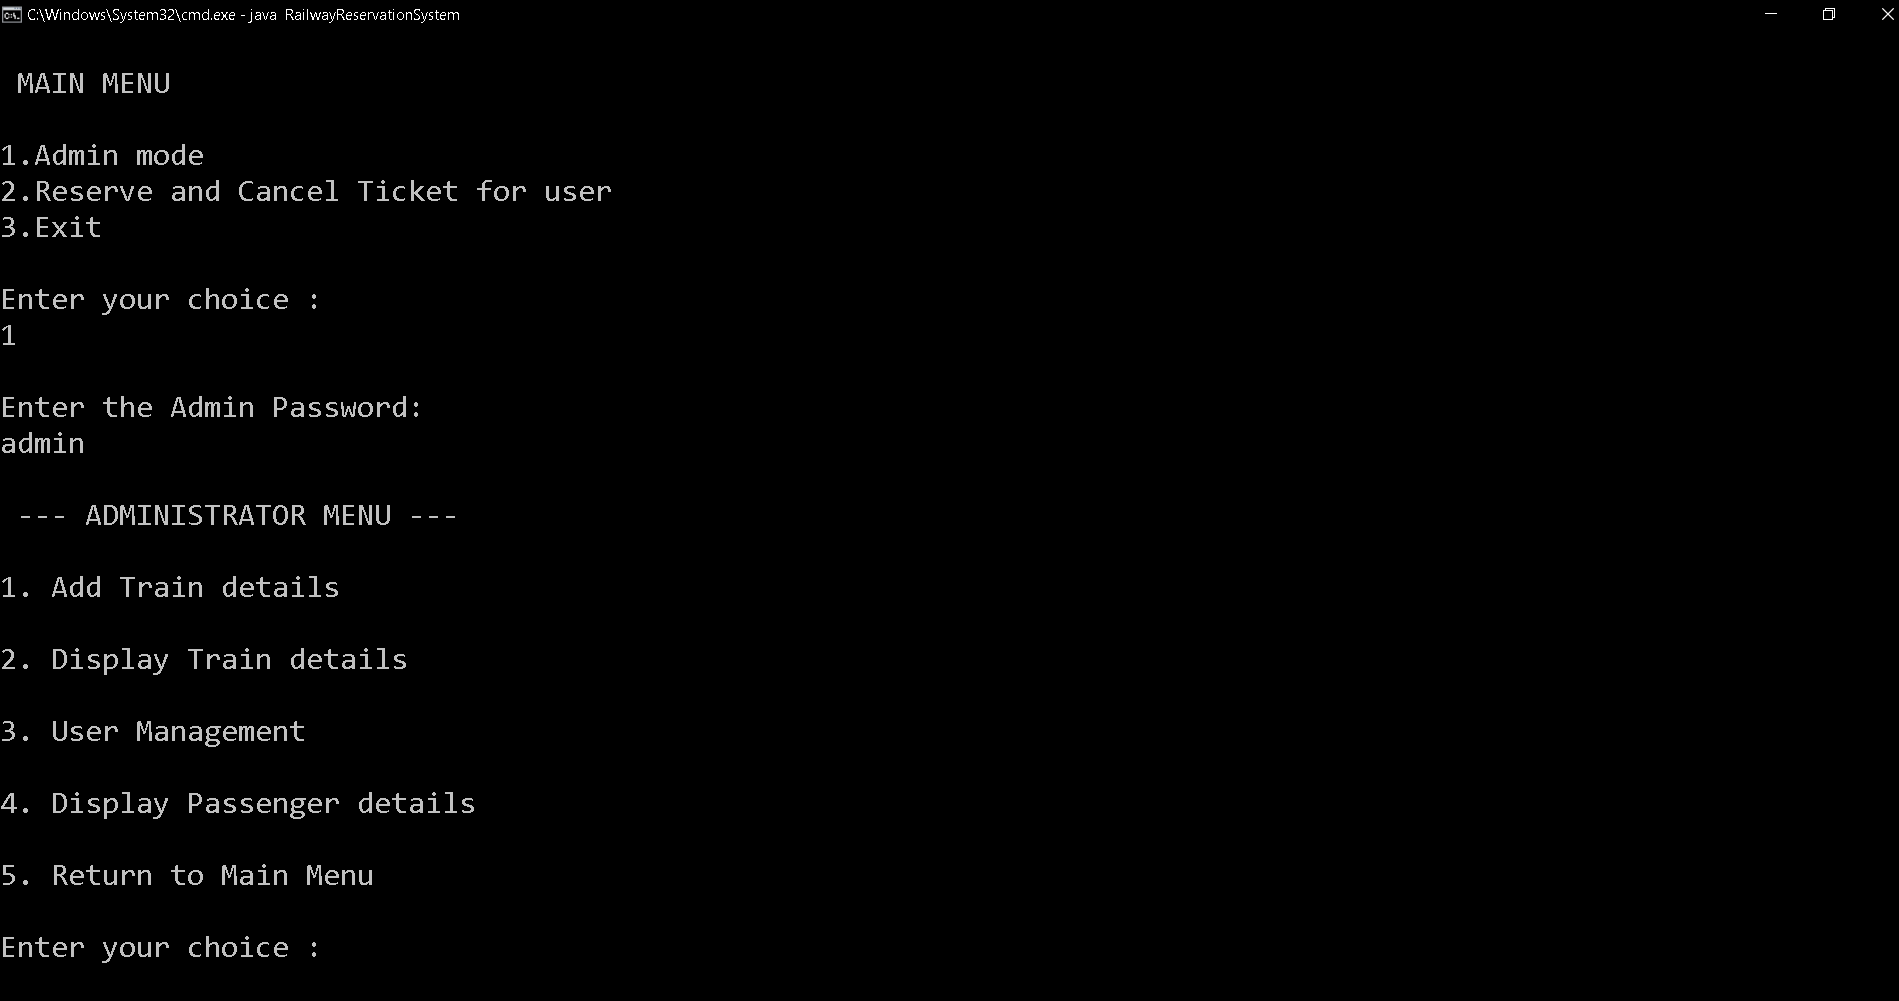 C:\Windows\System32\cmd.exe - java  RailwayReservationSystem
MAIN MENU
1.Admin mode
2.Reserve and Cancel Ticket for user
3.Exit
Enter your choice :
1
Enter the Admin Password:
admin
--- ADMINISTRATOR MENU ---
1. Add Train details
2. Display Train details
3. User Management
4. Display Passenger details
5. Return to Main Menu
Enter your choice :